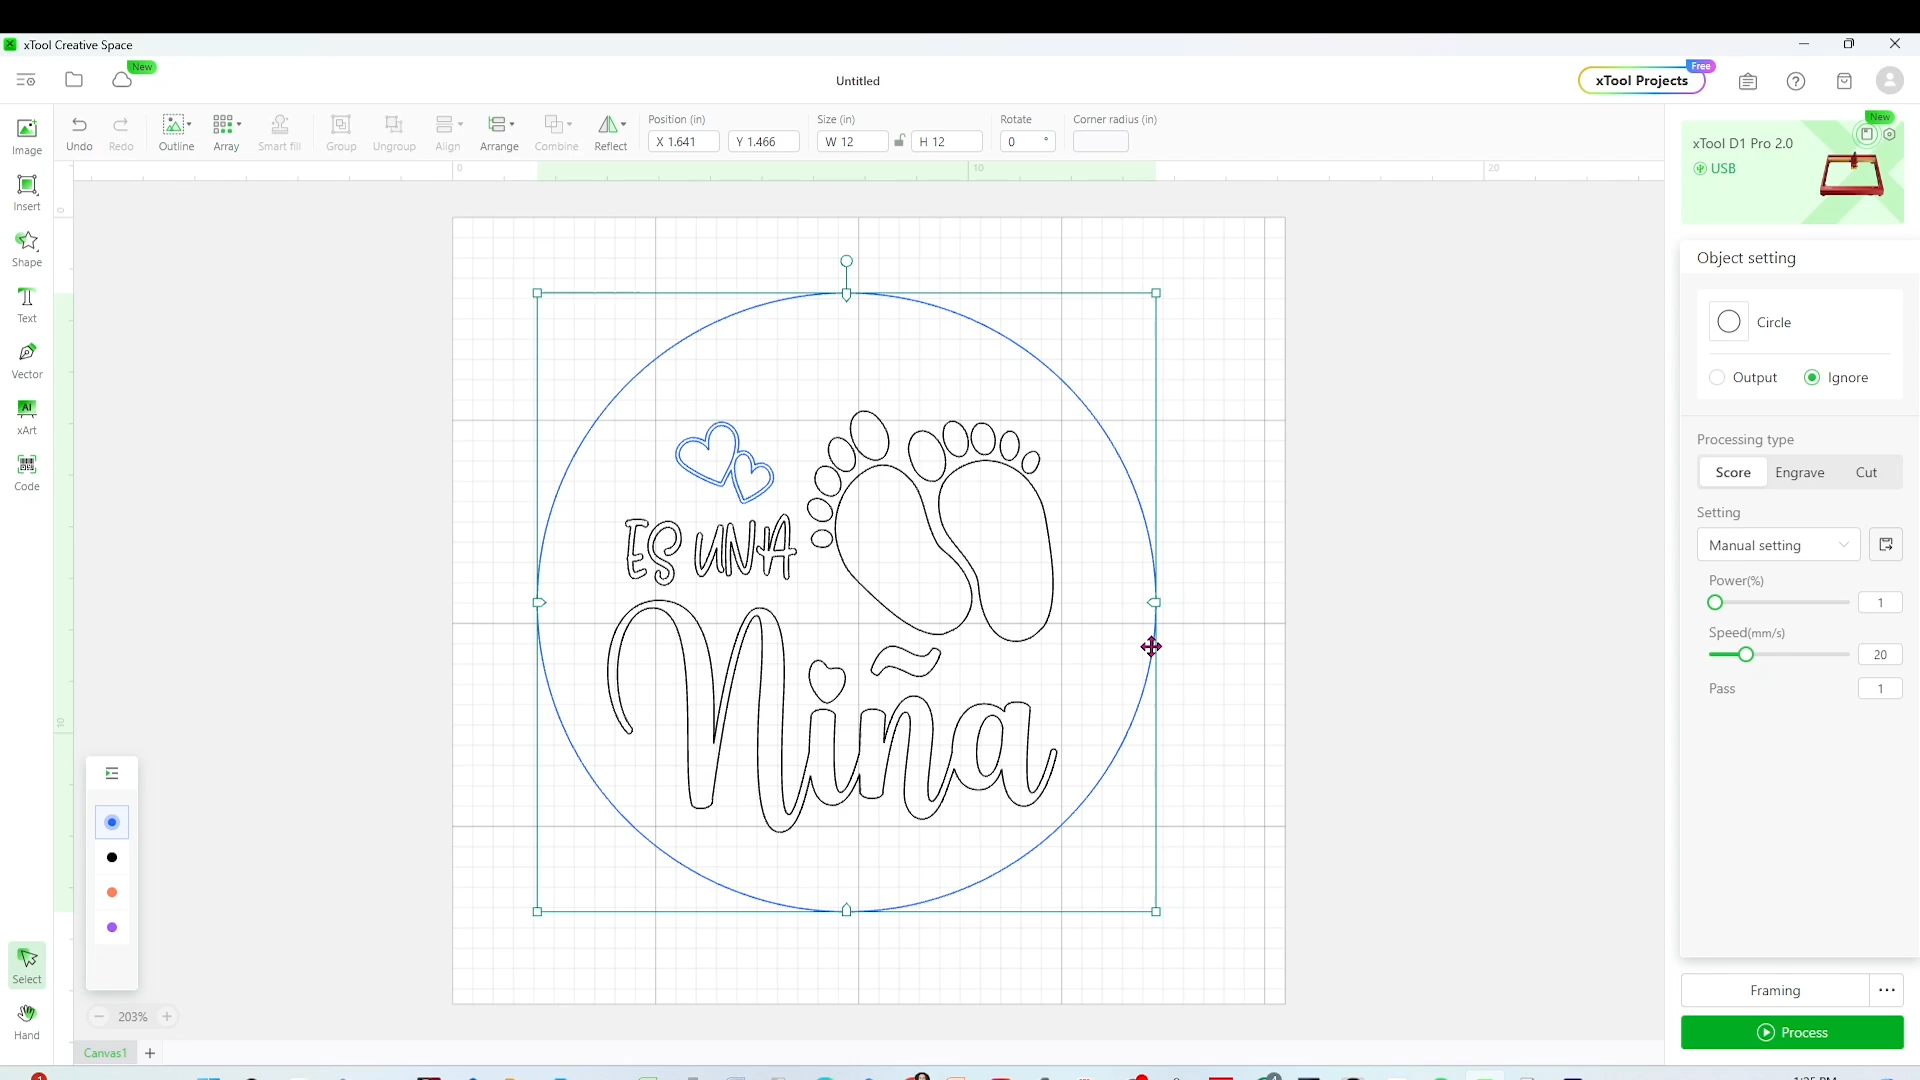 xTool Creative Space
New
Untitled
xTool Projects
Free
Image
Insert
Shape
Text
Vector
xArt
Code
Select
Hand
Undo
Redo
Outline
Array
Smart fill
Group
Ungroup
Align
Arrange
Combine
Reflect
Position (in)
X 1.641
Y 1.466
Size (in)
W 12
H 12
Rotate
0 °
Corner radius (in)
0
10
20
0
10
ES UNA
Niña
203%
Canvas1
New
xTool D1 Pro 2.0
USB
Object setting
Circle
Output
Ignore
Processing type
Score
Engrave
Cut
Setting
Manual setting
Power(%)
1
Speed(mm/s)
20
Pass
1
Framing
Process